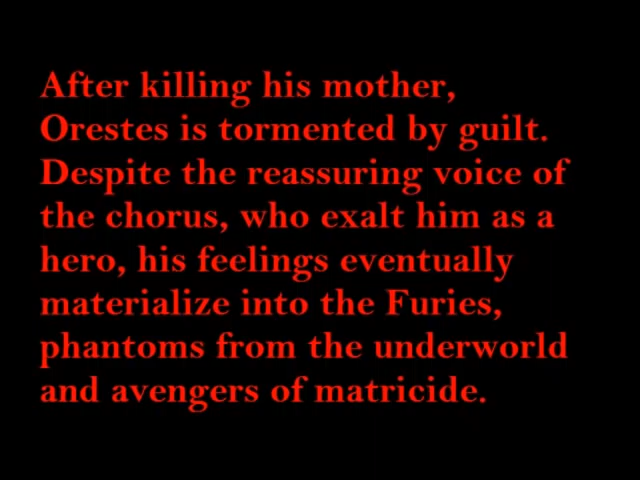 After killing his mother,
Orestes is tormented by guilt.
Despite the reassuring voice of
the chorus, who exalt him as a
hero, his feelings eventually
materialize into the Furies,
phantoms from the underworld
and avengers of matricide.